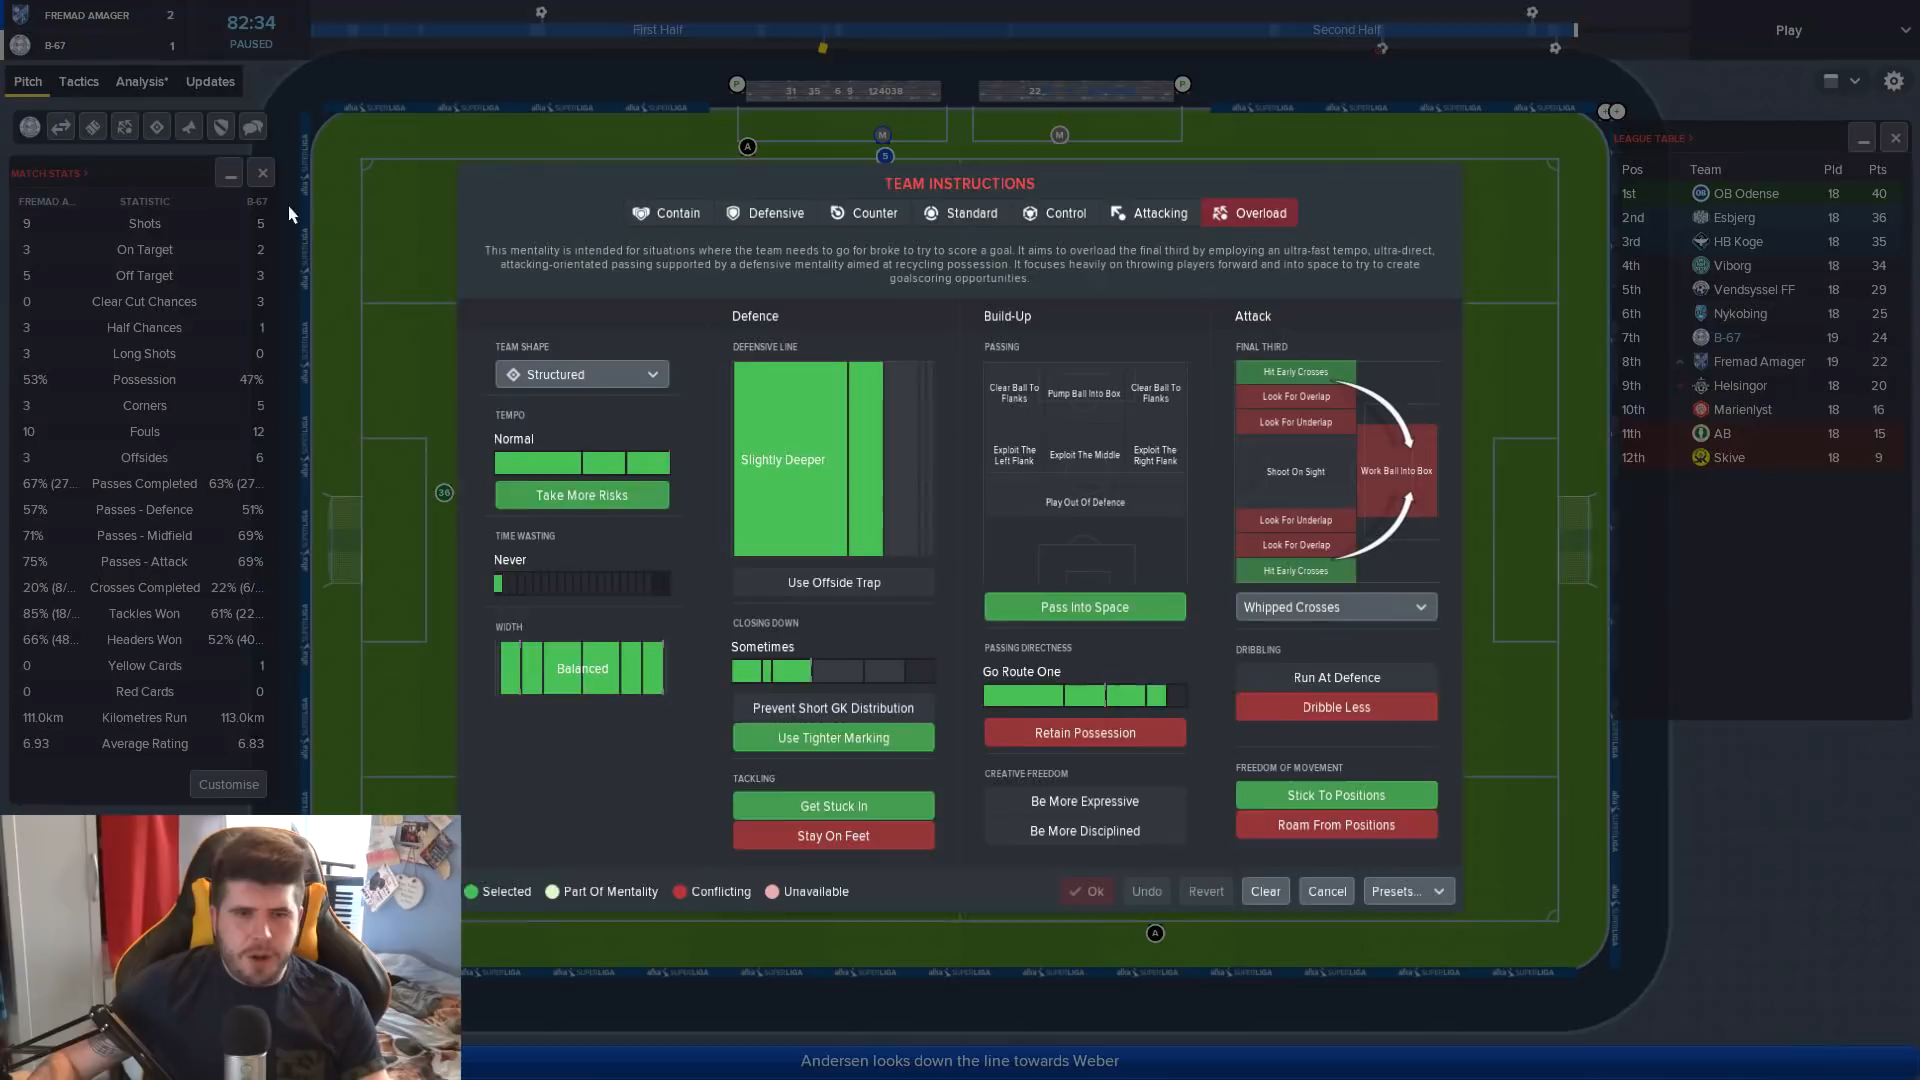 FREMAD AMAGER 2
B-67 1
82:34
PAUSED
First Half
Second Half
Play
Pitch
Tactics
Analysis*
Updates
MATCH STATS >
FREMAD A... STATISTIC B-67
9 Shots 5
3 On Target 2
5 Off Target 3
0 Clear Cut Chances 3
3 Half Chances 1
3 Long Shots 0
53% Possession 47%
3 Corners 5
10 Fouls 12
3 Offsides 6
67% (27... Passes Completed 63% (27...
57% Passes - Defence 51%
71% Passes - Midfield 69%
75% Passes - Attack 69%
20% (8/... Crosses Completed 22% (6/...
85% (18/... Tackles Won 61% (22...
66% (48... Headers Won 52% (40...
0 Yellow Cards 1
0 Red Cards 0
111.0km Kilometres Run 113.0km
6.93 Average Rating 6.83
Customise
P
31 35 6 9 124038
22
P
A
M
5
M
36
TEAM INSTRUCTIONS
Contain
Defensive
Counter
Standard
Control
Attacking
Overload
This mentality is intended for situations where the team needs to go for broke to try to score a goal. It aims to overload the final third by employing an ultra-fast tempo, ultra-direct,
attacking-orientated passing supported by a defensive mentality aimed at recycling possession. It focuses heavily on throwing players forward and into space to try to create
goalscoring opportunities.
TEAM SHAPE
Structured
TEMPO
Normal
Take More Risks
TIME WASTING
Never
WIDTH
Balanced
Defence
DEFENSIVE LINE
Slightly Deeper
Use Offside Trap
CLOSING DOWN
Sometimes
Prevent Short GK Distribution
Use Tighter Marking
TACKLING
Get Stuck In
Stay On Feet
Build-Up
PASSING
Clear Ball To
Flanks
Pump Ball Into Box
Clear Ball To
Flanks
Exploit The
Left Flank
Exploit The Middle
Exploit The
Right Flank
Play Out Of Defence
Pass Into Space
PASSING DIRECTNESS
Go Route One
Retain Possession
CREATIVE FREEDOM
Be More Expressive
Be More Disciplined
Attack
FINAL THIRD
Hit Early Crosses
Look For Overlap
Look For Underlap
Shoot On Sight
Work Ball Into Box
Look For Underlap
Look For Overlap
Hit Early Crosses
Whipped Crosses
DRIBBLING
Run At Defence
Dribble Less
FREEDOM OF MOVEMENT
Stick To Positions
Roam From Positions
Selected
Part Of Mentality
Conflicting
Unavailable
Ok
Undo
Revert
Clear
Cancel
Presets...
A
LEAGUE TABLE >
Pos Team Pld Pts
1st OB Odense 18 40
2nd Esbjerg 18 36
3rd HB Koge 18 35
4th Viborg 18 34
5th Vendsyssel FF 18 29
6th Nykobing 18 25
7th B-67 19 24
8th Fremad Amager 19 22
9th Helsingor 18 20
10th Marienlyst 18 16
11th AB 18 15
12th Skive 18 9
Andersen looks down the line towards Weber